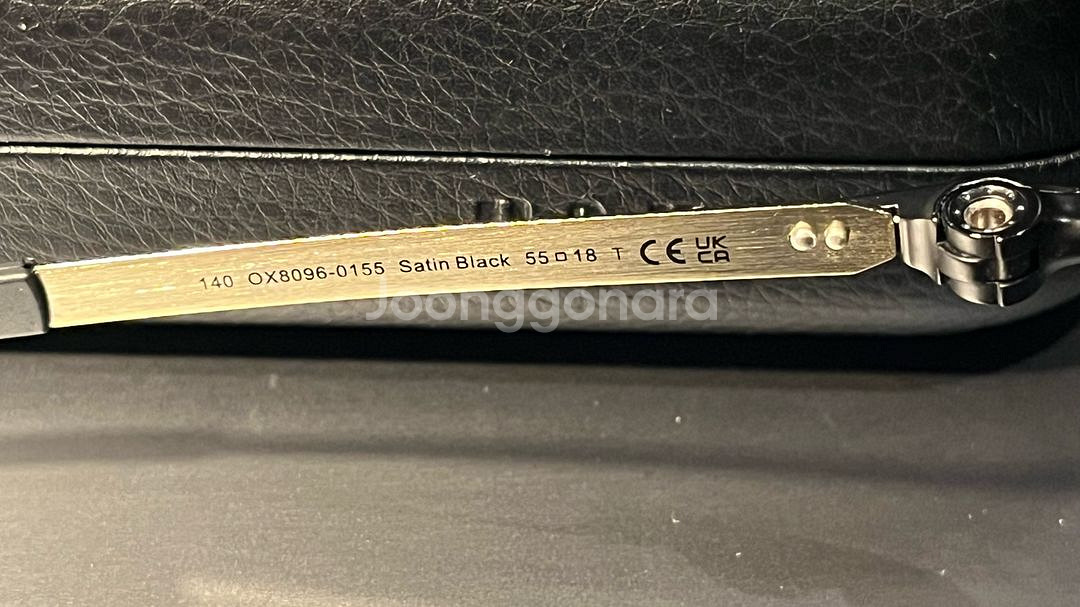 140 OX8096-0155 Satin Black 55□18 T CE UK CA
Joonggonara